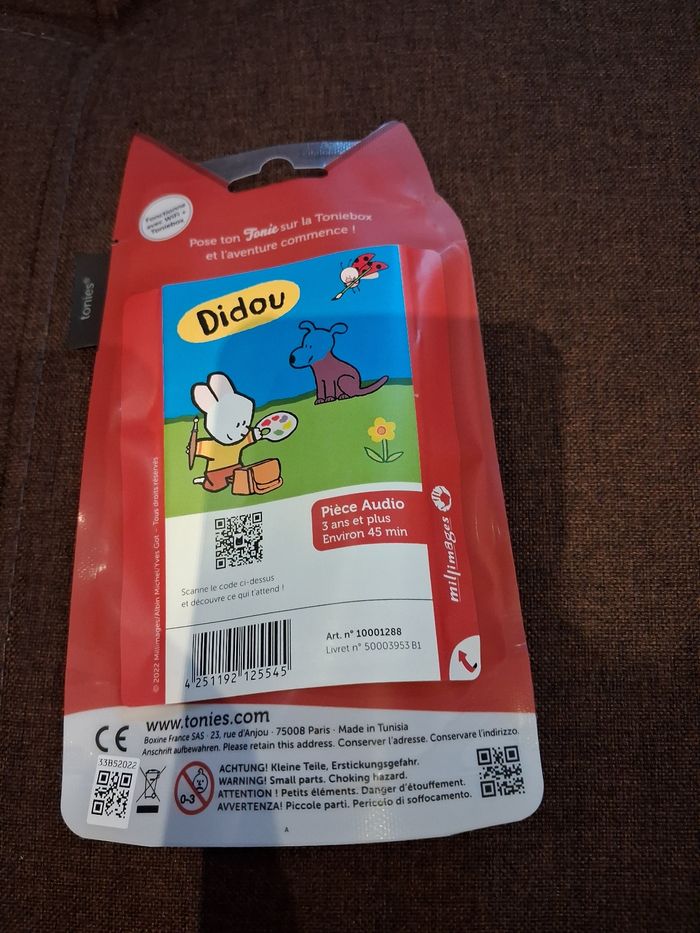 Fonctionne
avec WiFi +
Toniebox
Pose ton Tonie sur la Toniebox
et l'aventure commence !
tonies®
Didou
Pièce Audio
3 ans et plus
Environ 45 min
millimages
© 2022 Millimages/Albin Michel/Yves Got - Tous droits réservés
Scanne le code ci-dessus
et découvre ce qui t'attend !
4 251192 125545
Art. n° 10001288
Livret n° 50003953 B1
CE
www.tonies.com
Boxine France SAS · 23, rue d'Anjou · 75008 Paris · Made in Tunisia
Anschrift aufbewahren. Please retain this address. Conserver l'adresse. Conservare l'indirizzo.
33B52022
0-3
ACHTUNG! Kleine Teile, Erstickungsgefahr.
WARNING! Small parts. Choking hazard.
ATTENTION ! Petits éléments. Danger d'étouffement.
AVVERTENZA! Piccole parti. Pericolo di soffocamento.
A